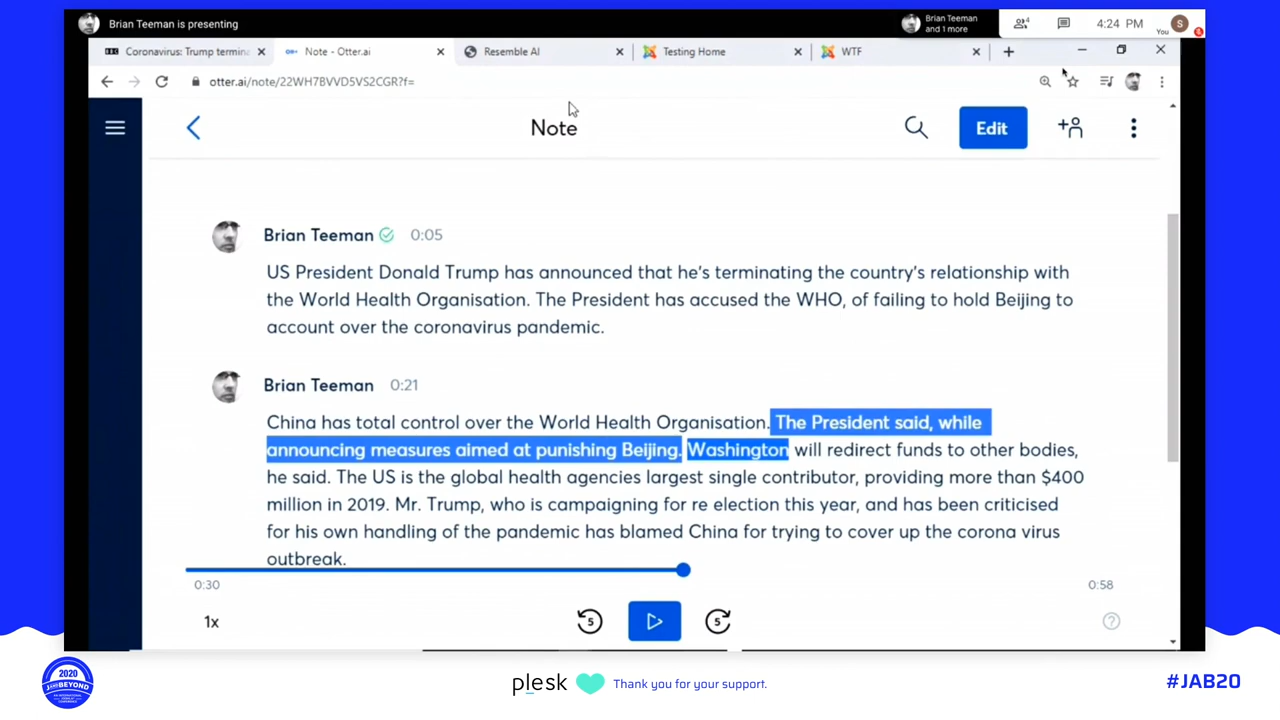 Brian Teeman is presenting
Brian Teeman
and 1 more
4
4:24 PM
You
S
Coronavirus: Trump termina
Note - Otter.ai
Resemble AI
Testing Home
WTF
otter.ai/note/22WH7BVVD5VS2CGR?f=
Note
Edit
Brian Teeman 0:05
US President Donald Trump has announced that he's terminating the country's relationship with
the World Health Organisation. The President has accused the WHO, of failing to hold Beijing to
account over the coronavirus pandemic.
Brian Teeman 0:21
China has total control over the World Health Organisation. The President said, while
announcing measures aimed at punishing Beijing. Washington will redirect funds to other bodies,
he said. The US is the global health agencies largest single contributor, providing more than $400
million in 2019. Mr. Trump, who is campaigning for re election this year, and has been criticised
for his own handling of the pandemic has blamed China for trying to cover up the corona virus
outbreak.
0:30
0:58
1x
5
5
?
2020
JANDBEYOND
plesk
Thank you for your support.
#JAB20